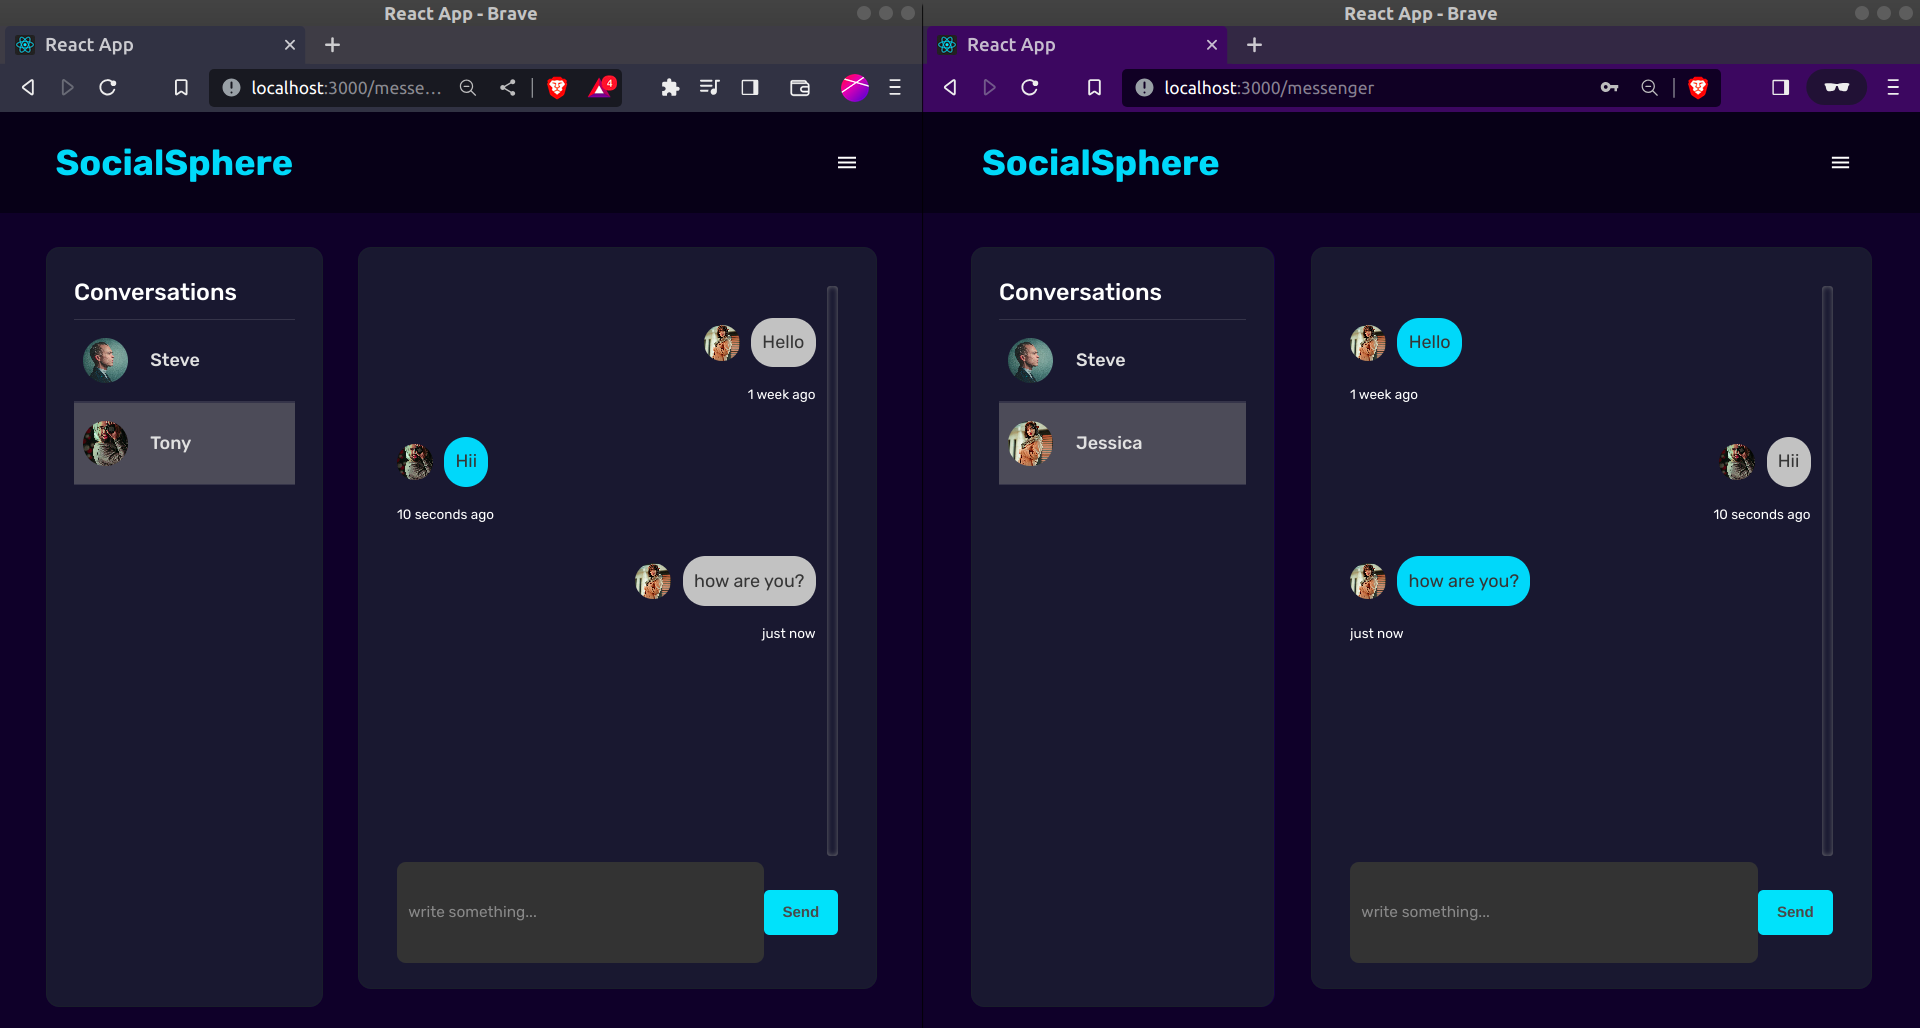 React App - Brave
React App
localhost:3000/messe...
4
SocialSphere
Conversations
Steve
Tony
Hello
1 week ago
Hii
10 seconds ago
how are you?
just now
write something...
Send
React App - Brave
React App
localhost:3000/messenger
SocialSphere
Conversations
Steve
Jessica
Hello
1 week ago
Hii
10 seconds ago
how are you?
just now
write something...
Send